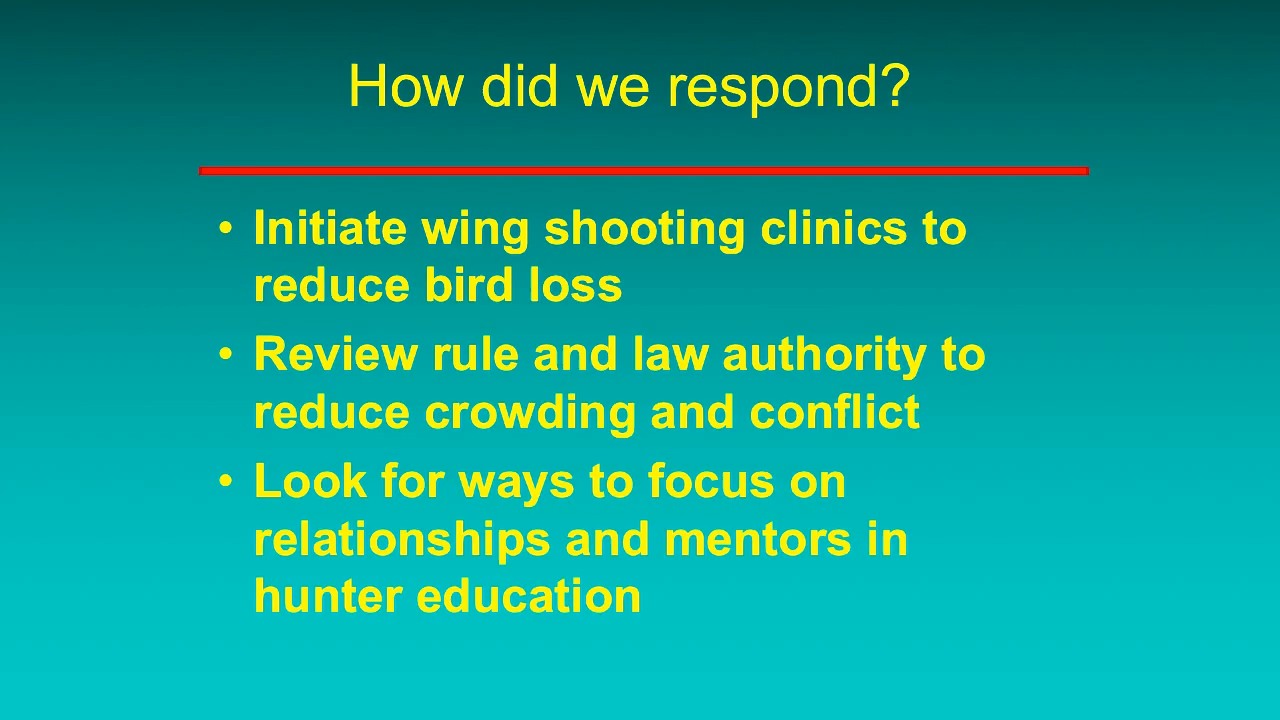 How did we respond?
• Initiate wing shooting clinics to
reduce bird loss
• Review rule and law authority to
reduce crowding and conflict
• Look for ways to focus on
relationships and mentors in
hunter education